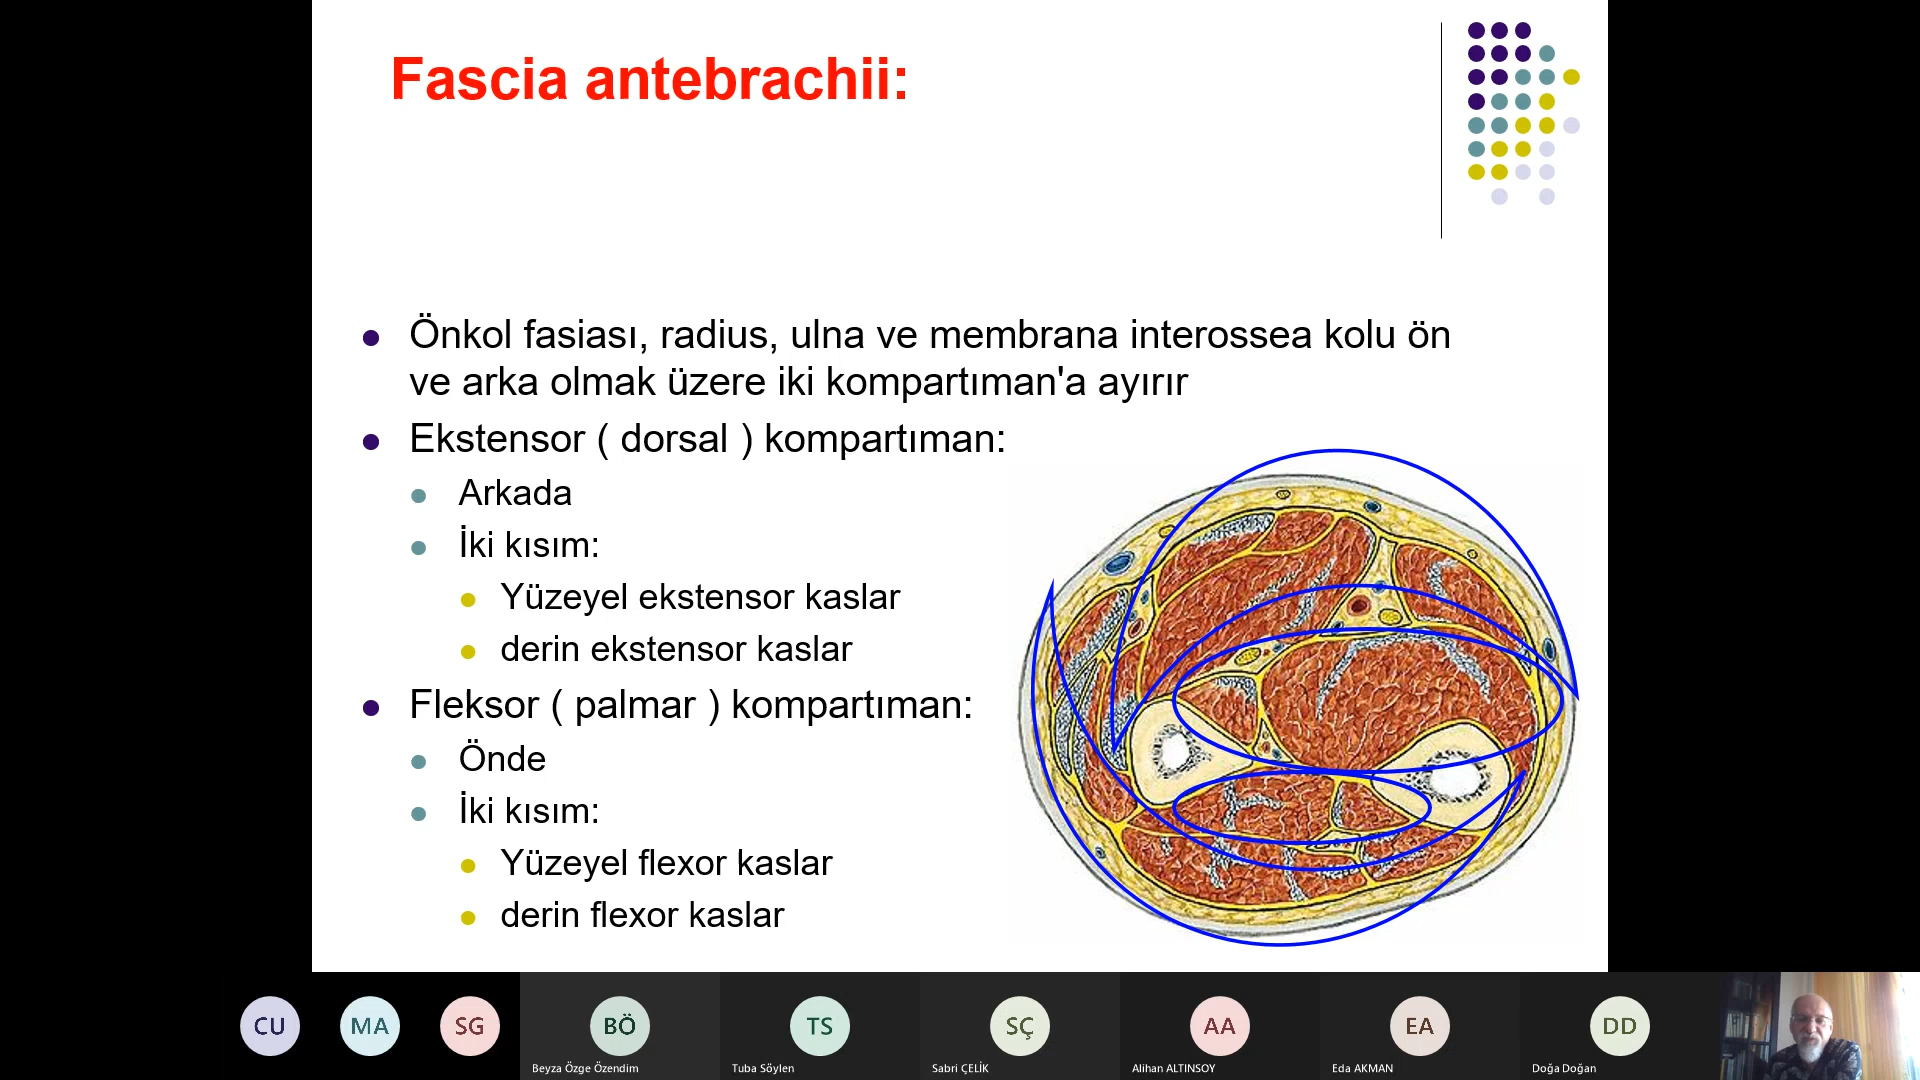 Fascia antebrachii:
Önkol fasiası, radius, ulna ve membrana interossea kolu ön
ve arka olmak üzere iki kompartıman'a ayırır
Ekstensor ( dorsal ) kompartıman:
Arkada
İki kısım:
Yüzeyel ekstensor kaslar
derin ekstensor kaslar
Fleksor ( palmar ) kompartıman:
Önde
İki kısım:
Yüzeyel flexor kaslar
derin flexor kaslar
CU
MA
SG
BÖ
TS
SÇ
AA
EA
DD
Beyza Özge Özendim
Tuba Söylen
Sabri ÇELİK
Alihan ALTINSOY
Eda AKMAN
Doğa Doğan